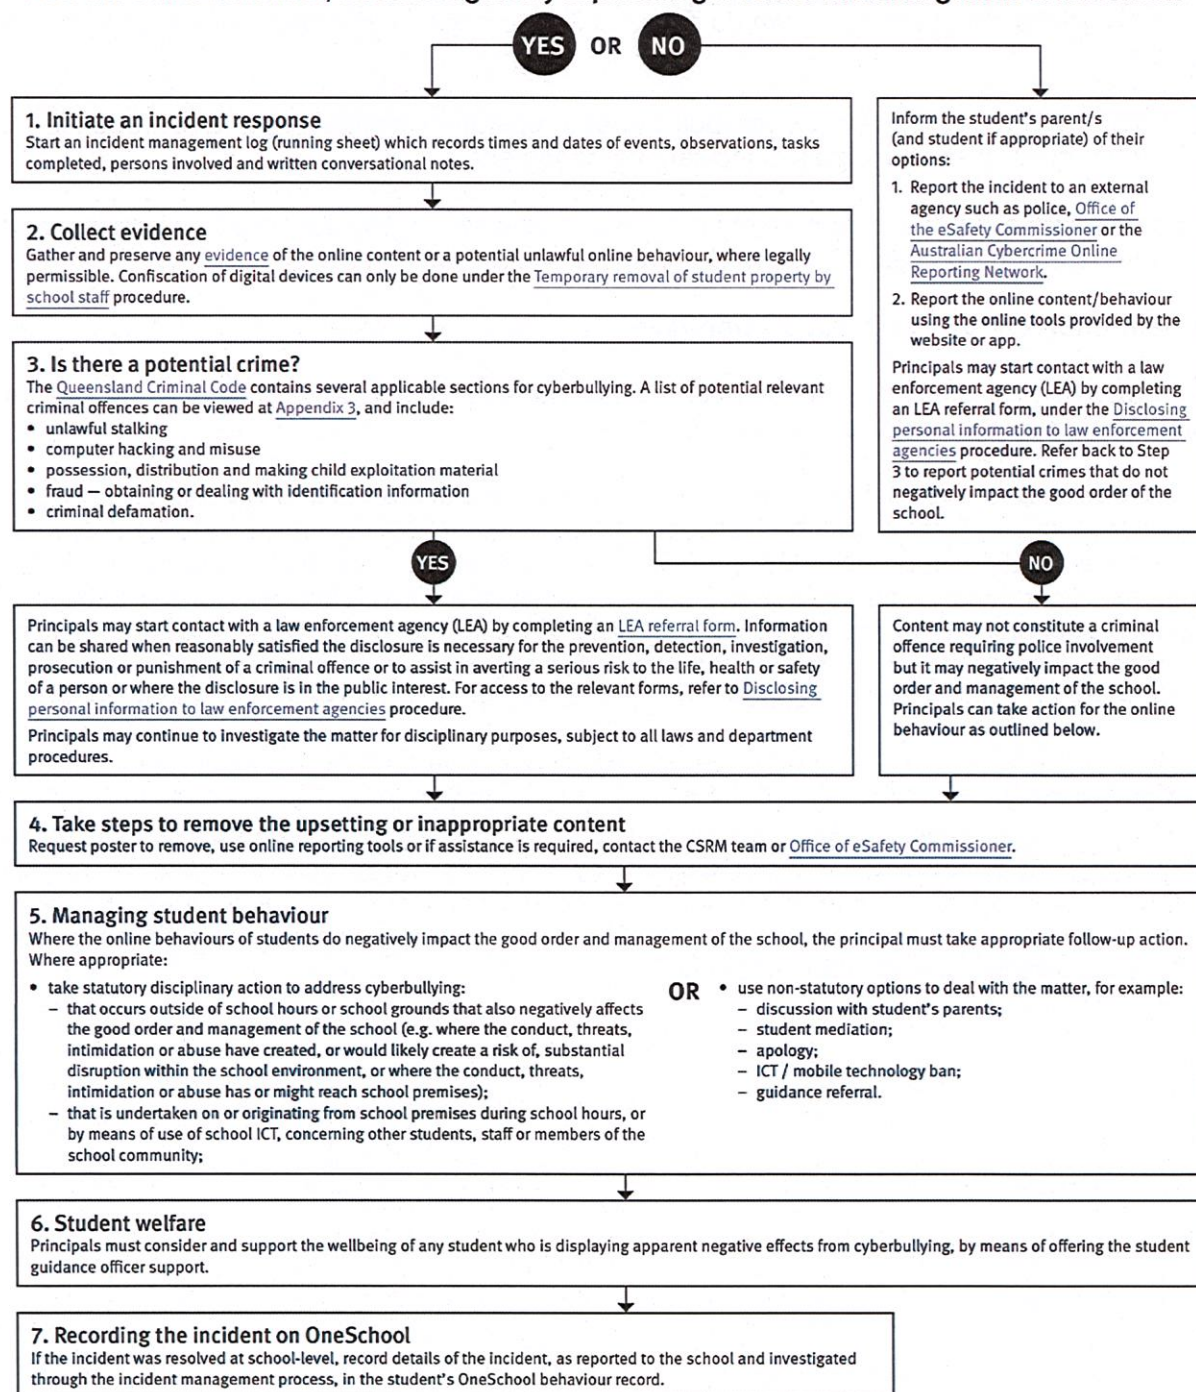 YES OR NO
1. Initiate an incident response
Start an incident management log (running sheet) which records times and dates of events, observations, tasks
completed, persons involved and written conversational notes.
Inform the student's parent/s
(and student if appropriate) of their
options:
1. Report the incident to an external
agency such as police, Office of
the eSafety Commissioner or the
Australian Cybercrime Online
Reporting Network.
2. Report the online content/behaviour
using the online tools provided by the
website or app.
Principals may start contact with a law
enforcement agency (LEA) by completing
an LEA referral form, under the Disclosing
personal information to law enforcement
agencies procedure. Refer back to Step
3 to report potential crimes that do not
negatively impact the good order of the
school.
2. Collect evidence
Gather and preserve any evidence of the online content or a potential unlawful online behaviour, where legally
permissible. Confiscation of digital devices can only be done under the Temporary removal of student property by
school staff procedure.
3. Is there a potential crime?
The Queensland Criminal Code contains several applicable sections for cyberbullying. A list of potential relevant
criminal offences can be viewed at Appendix 3, and include:
• unlawful stalking
• computer hacking and misuse
• possession, distribution and making child exploitation material
• fraud — obtaining or dealing with identification information
• criminal defamation.
YES
NO
Principals may start contact with a law enforcement agency (LEA) by completing an LEA referral form. Information
can be shared when reasonably satisfied the disclosure is necessary for the prevention, detection, investigation,
prosecution or punishment of a criminal offence or to assist in averting a serious risk to the life, health or safety
of a person or where the disclosure is in the public interest. For access to the relevant forms, refer to Disclosing
personal information to law enforcement agencies procedure.
Principals may continue to investigate the matter for disciplinary purposes, subject to all laws and department
procedures.
Content may not constitute a criminal
offence requiring police involvement
but it may negatively impact the good
order and management of the school.
Principals can take action for the online
behaviour as outlined below.
4. Take steps to remove the upsetting or inappropriate content
Request poster to remove, use online reporting tools or if assistance is required, contact the CSRM team or Office of eSafety Commissioner.
5. Managing student behaviour
Where the online behaviours of students do negatively impact the good order and management of the school, the principal must take appropriate follow-up action.
Where appropriate:
• take statutory disciplinary action to address cyberbullying:
– that occurs outside of school hours or school grounds that also negatively affects
the good order and management of the school (e.g. where the conduct, threats,
intimidation or abuse have created, or would likely create a risk of, substantial
disruption within the school environment, or where the conduct, threats,
intimidation or abuse has or might reach school premises);
– that is undertaken on or originating from school premises during school hours, or
by means of use of school ICT, concerning other students, staff or members of the
school community;
OR
• use non-statutory options to deal with the matter, for example:
– discussion with student's parents;
– student mediation;
– apology;
– ICT / mobile technology ban;
– guidance referral.
6. Student welfare
Principals must consider and support the wellbeing of any student who is displaying apparent negative effects from cyberbullying, by means of offering the student
guidance officer support.
7. Recording the incident on OneSchool
If the incident was resolved at school-level, record details of the incident, as reported to the school and investigated
through the incident management process, in the student's OneSchool behaviour record.